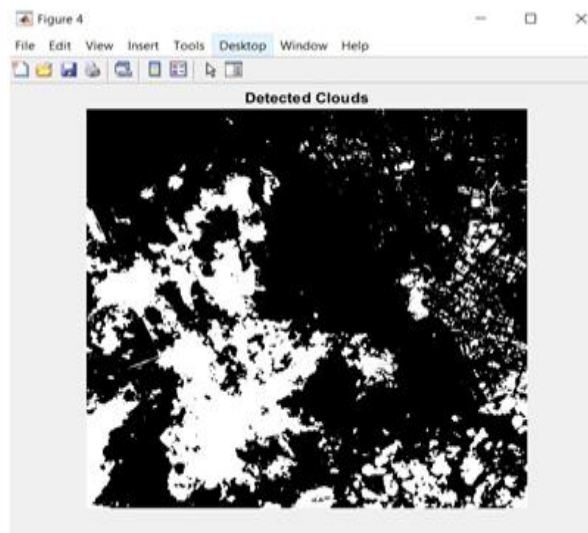 Figure 4
File Edit View Insert Tools Desktop Window Help
Detected Clouds